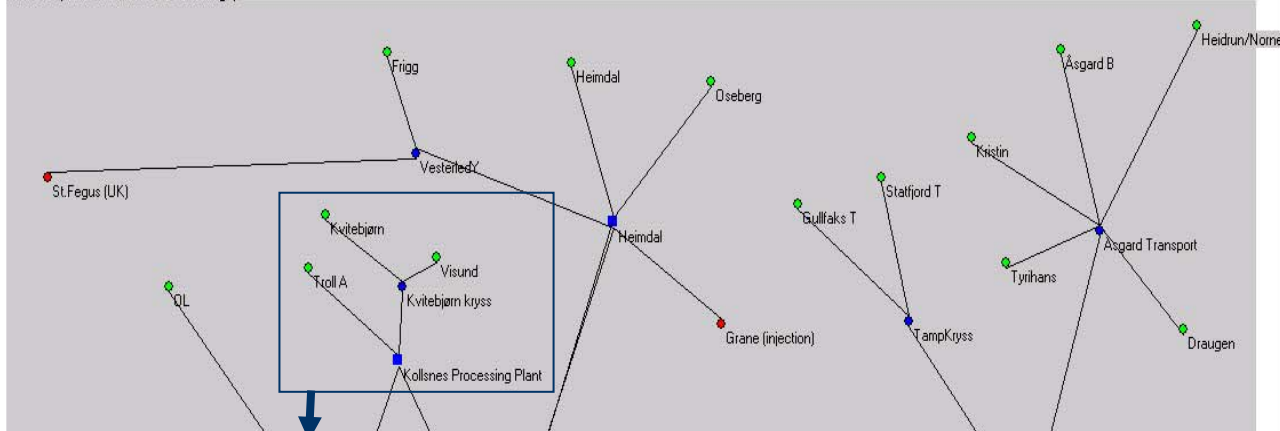 Frigg
Heimdal
Oseberg
Åsgard B
Heidrun/Norne
Kristin
VesterledY
St.Fegus (UK)
Statfjord T
Gullfaks T
Kvitebjørn
Heimdal
Asgard Transport
Visund
Troll A
Tyrihans
OL
Kvitebjørn kryss
Grane (injection)
TampKryss
Draugen
Kollsnes Processing Plant